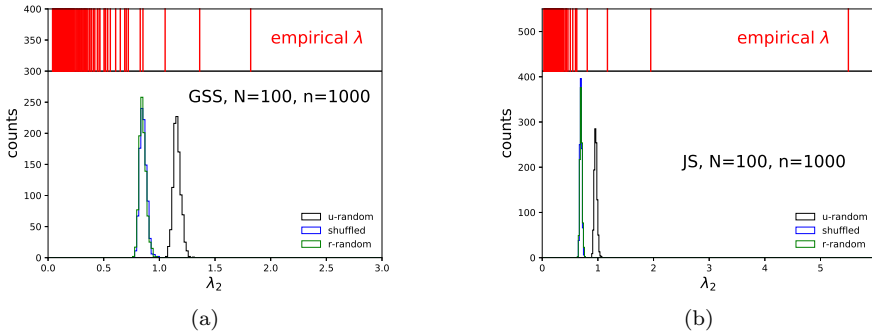 400
350
300
empirical λ
250
200
150
100
50
0
counts
GSS, N=100, n=1000
u-random
shuffled
r-random
0.0 0.5 1.0 1.5 2.0 2.5 3.0
λ2
(a)
500
400
300
200
100
0
counts
empirical λ
JS, N=100, n=1000
u-random
shuffled
r-random
0 1 2 3 4 5
λ2
(b)